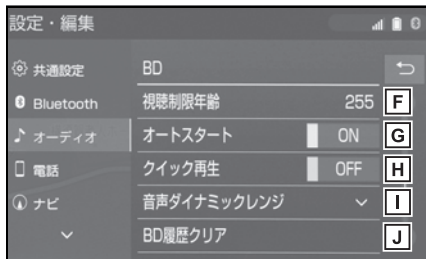 設定・編集
共通設定
Bluetooth
オーディオ
電話
ナビ
BD
視聴制限年齢 255 F
オートスタート ON G
クイック再生 OFF H
音声ダイナミックレンジ I
BD履歴クリア J